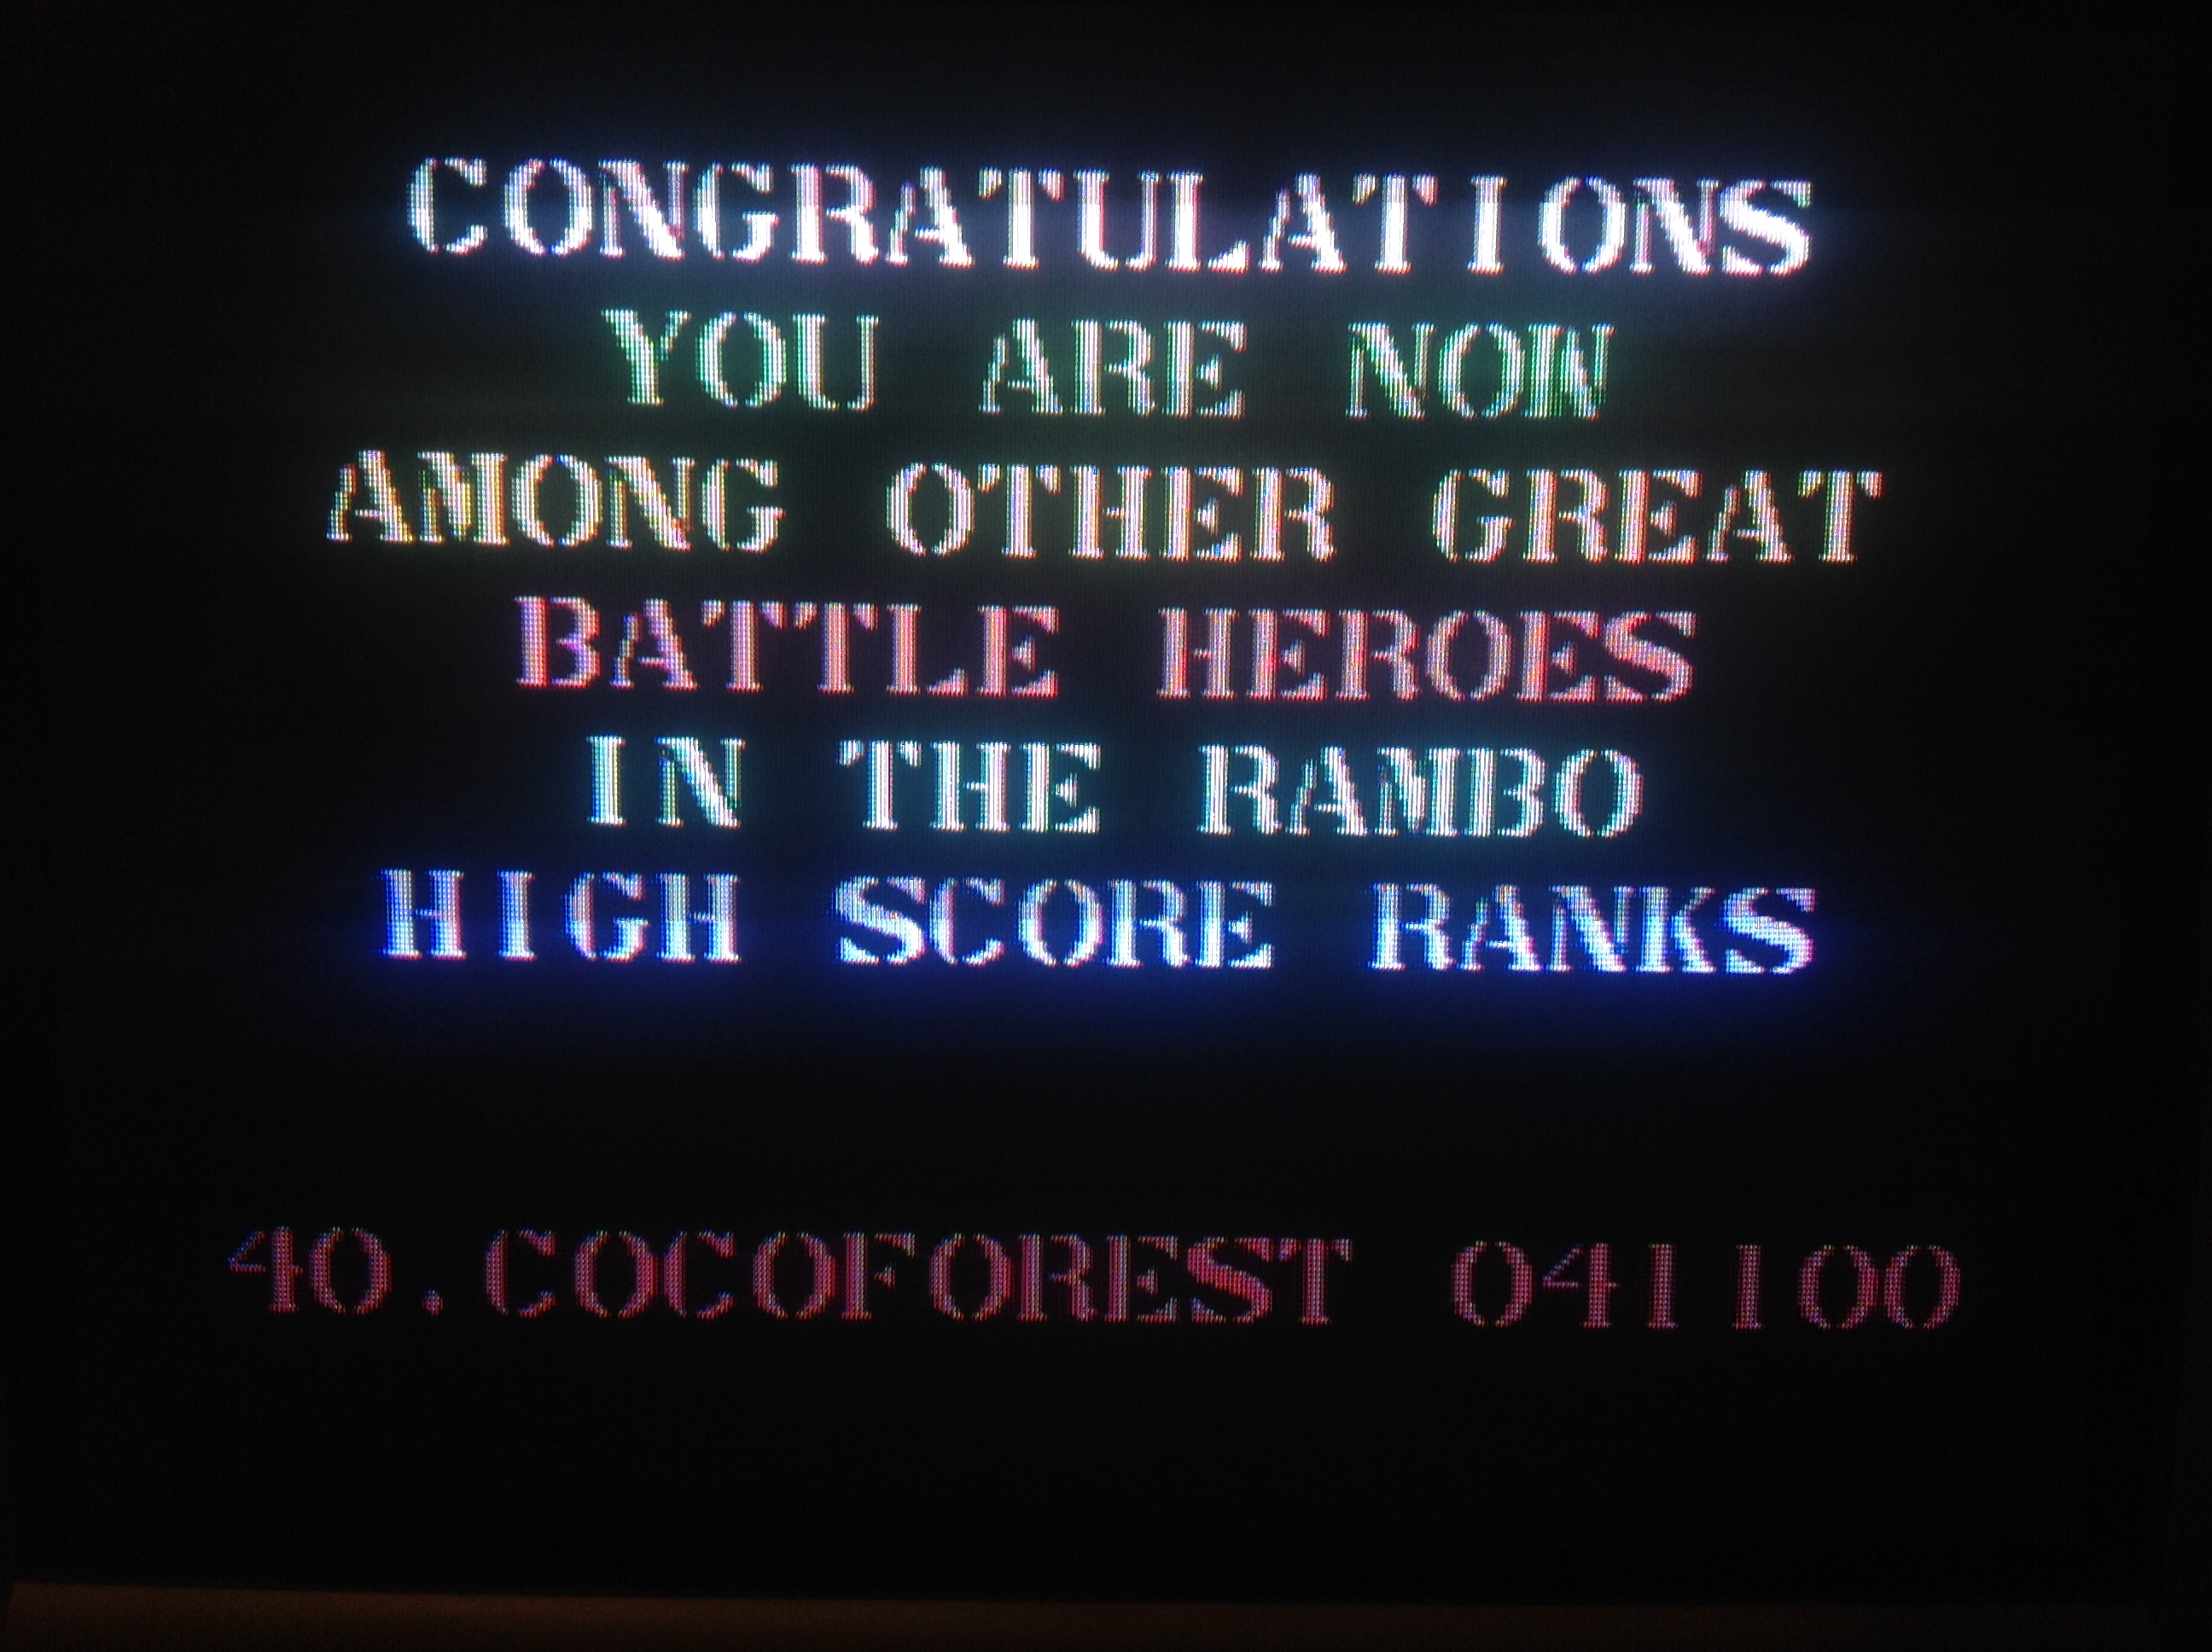 CONGRATULATIONS
YOU ARE NOW
AMONG OTHER GREAT
BATTLE HEROES
IN THE RAMBO
HIGH SCORE RANKS
40.COCOFOREST 041100